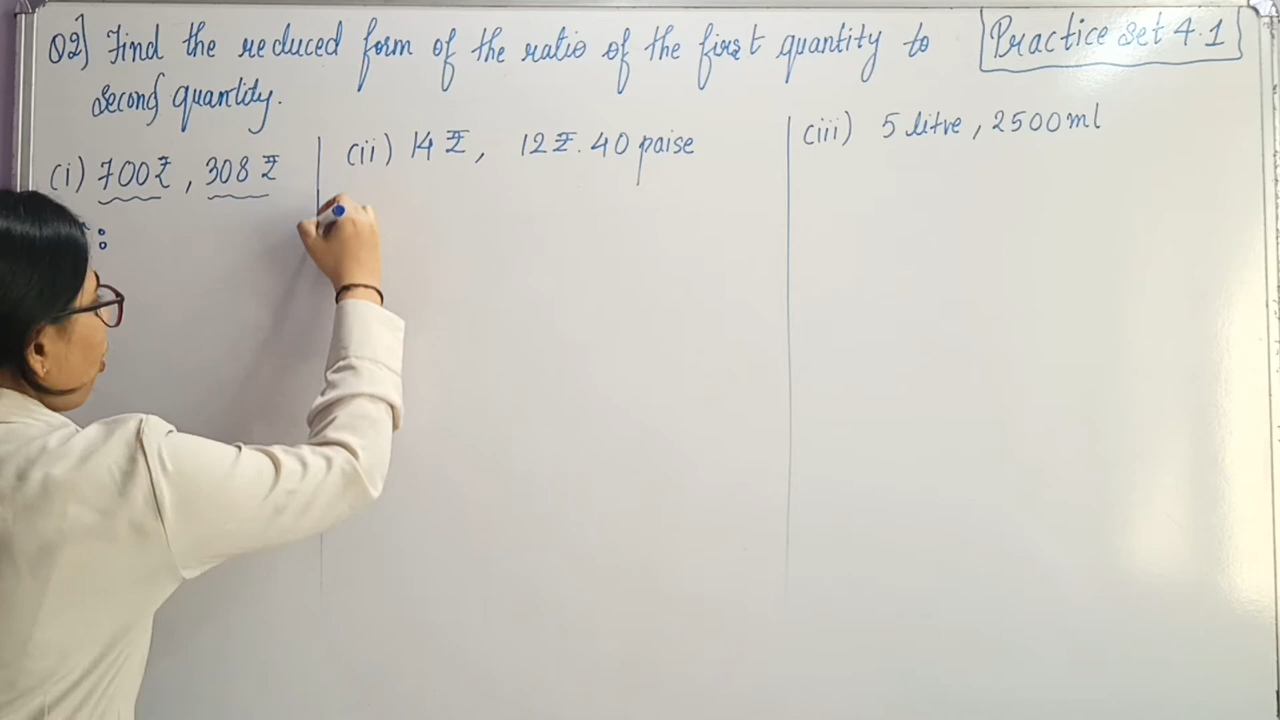 Q2] Find the reduced form of the ratio of the first quantity to
second quantity.
Practice set 4.1
(i) 700₹, 308 ₹
(ii) 14 ₹, 12 ₹. 40 paise
(iii) 5 litre, 2500 ml
: